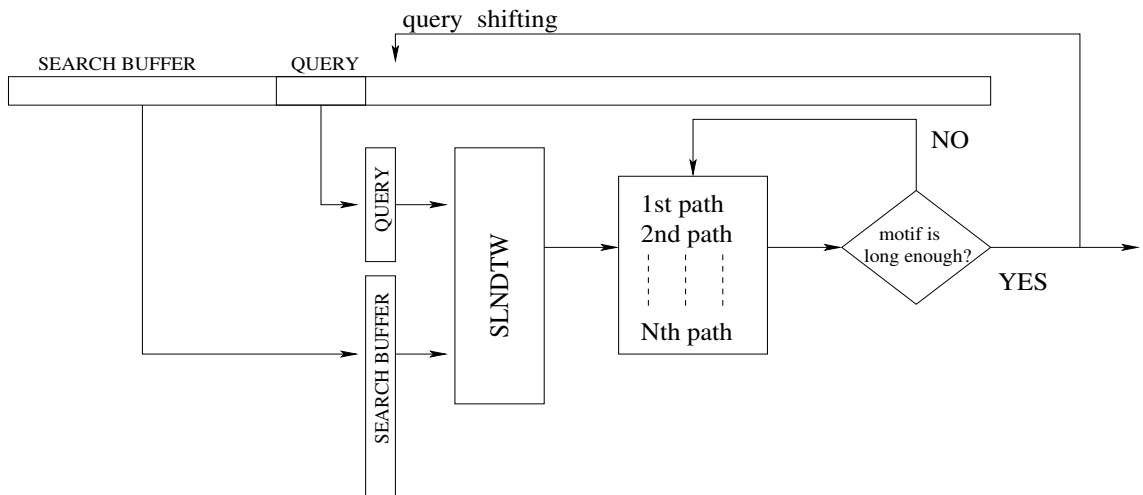 query shifting
SEARCH BUFFER
QUERY
NO
QUERY
SLNDTW
1st path
2nd path
Nth path
motif is
long enough?
YES
SEARCH BUFFER